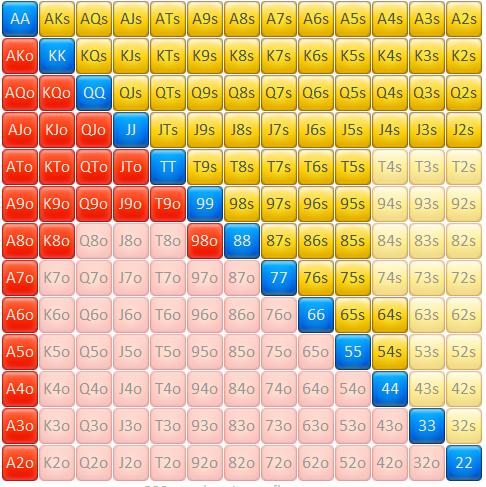 AA AKs AQs AJs ATs A9s A8s A7s A6s A5s A4s A3s A2s
AKo KK KQs KJs KTs K9s K8s K7s K6s K5s K4s K3s K2s
AQo KQo QQ QJs QTs Q9s Q8s Q7s Q6s Q5s Q4s Q3s Q2s
AJo KJo QJo JJ JTs J9s J8s J7s J6s J5s J4s J3s J2s
ATo KTo QTo JTo TT T9s T8s T7s T6s T5s T4s T3s T2s
A9o K9o Q9o J9o T9o 99 98s 97s 96s 95s 94s 93s 92s
A8o K8o Q8o J8o T8o 98o 88 87s 86s 85s 84s 83s 82s
A7o K7o Q7o J7o T7o 97o 87o 77 76s 75s 74s 73s 72s
A6o K6o Q6o J6o T6o 96o 86o 76o 66 65s 64s 63s 62s
A5o K5o Q5o J5o T5o 95o 85o 75o 65o 55 54s 53s 52s
A4o K4o Q4o J4o T4o 94o 84o 74o 64o 54o 44 43s 42s
A3o K3o Q3o J3o T3o 93o 83o 73o 63o 53o 43o 33 32s
A2o K2o Q2o J2o T2o 92o 82o 72o 62o 52o 42o 32o 22